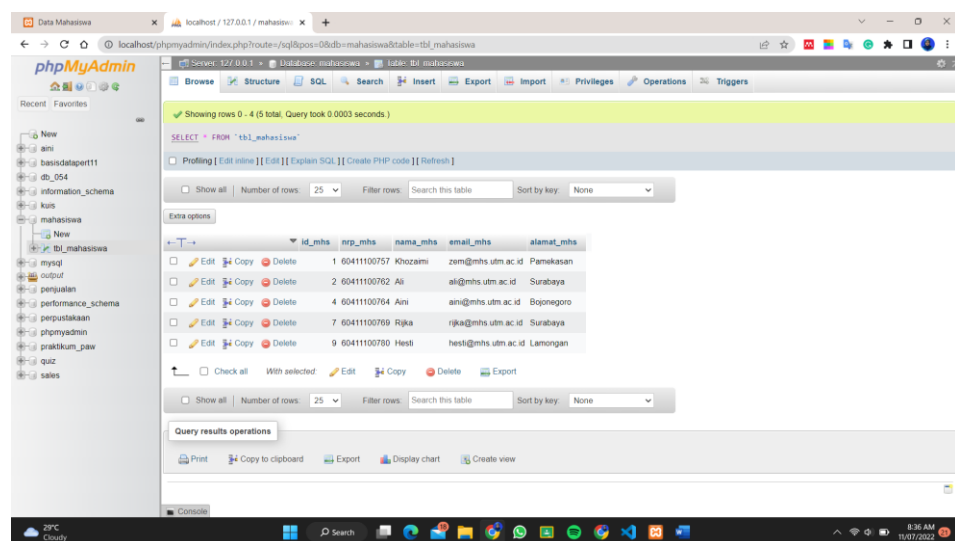 Data Mahasiswa
localhost / 127.0.0.1 / mahasisw
localhost/phpmyadmin/index.php?route=/sql&pos=0&db=mahasiswa&table=tbl_mahasiswa
phpMyAdmin
Recent Favorites
New
aini
basisdatapert11
db_054
information_schema
kuis
mahasiswa
New
tbl_mahasiswa
mysql
output
penjualan
performance_schema
perpustakaan
phpmyadmin
praktikum_paw
quiz
sales
Server: 127.0.0.1 » Database: mahasiswa » Table: tbl_mahasiswa
Browse Structure SQL Search Insert Export Import Privileges Operations Triggers
Showing rows 0 - 4 (5 total, Query took 0.0003 seconds.)
SELECT * FROM `tbl_mahasiswa`
Profiling [ Edit inline ] [ Edit ] [ Explain SQL ] [ Create PHP code ] [ Refresh ]
Show all | Number of rows: 25 Filter rows: Search this table Sort by key: None
Extra options
id_mhs nrp_mhs nama_mhs email_mhs alamat_mhs
Edit Copy Delete 1 60411100757 Khozaimi zem@mhs.utm.ac.id Pamekasan
Edit Copy Delete 2 60411100762 Ali ali@mhs.utm.ac.id Surabaya
Edit Copy Delete 4 60411100764 Aini aini@mhs.utm.ac.id Bojonegoro
Edit Copy Delete 7 60411100769 Rijka rijka@mhs.utm.ac.id Surabaya
Edit Copy Delete 9 60411100780 Hesti hesti@mhs.utm.ac.id Lamongan
Check all With selected: Edit Copy Delete Export
Show all | Number of rows: 25 Filter rows: Search this table Sort by key: None
Query results operations
Print Copy to clipboard Export Display chart Create view
Console
29°C
Cloudy
Search
8:36 AM
11/07/2022